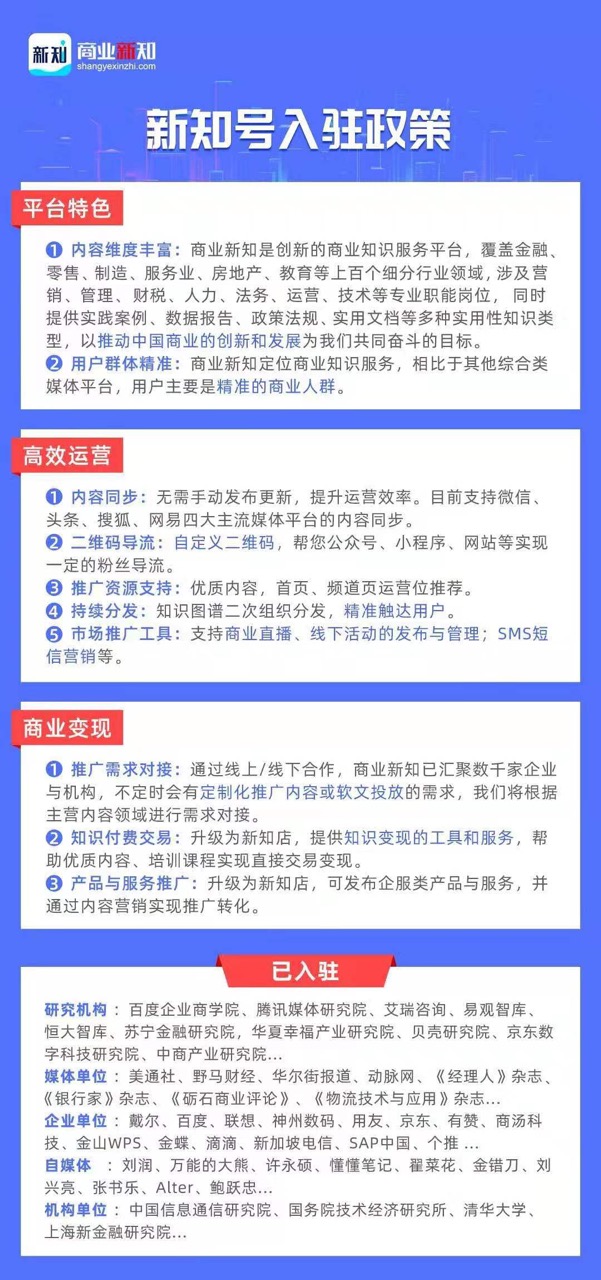 新知
商业新知
shangyexinzhi.com
新知号入驻政策
平台特色
❶ 内容维度丰富：商业新知是创新的商业知识服务平台，覆盖金融、
零售、制造、服务业、房地产、教育等上百个细分行业领域，涉及营
销、管理、财税、人力、法务、运营、技术等专业职能岗位， 同时
提供实践案例、数据报告、政策法规、实用文档等多种实用性知识类
型，以推动中国商业的创新和发展为我们共同奋斗的目标。
❷ 用户群体精准：商业新知定位商业知识服务，相比于其他综合类
媒体平台，用户主要是精准的商业人群。
高效运营
❶ 内容同步：无需手动发布更新，提升运营效率。目前支持微信、
头条、搜狐、网易四大主流媒体平台的内容同步。
❷ 二维码导流：自定义二维码，帮您公众号、小程序、网站等实现
一定的粉丝导流。
❸ 推广资源支持：优质内容，首页、频道页运营位推荐。
❹ 持续分发：知识图谱二次组织分发，精准触达用户。
❺ 市场推广工具：支持商业直播、线下活动的发布与管理；SMS短
信营销等。
商业变现
❶ 推广需求对接：通过线上/线下合作，商业新知已汇聚数千家企业
与机构，不定时会有定制化推广内容或软文投放的需求，我们将根据
主营内容领域进行需求对接。
❷ 知识付费交易：升级为新知店，提供知识变现的工具和服务，帮
助优质内容、培训课程实现直接交易变现。
❸ 产品与服务推广：升级为新知店，可发布企服类产品与服务，并
通过内容营销实现推广转化。
已入驻
研究机构 ：百度企业商学院、腾讯媒体研究院、艾瑞咨询、易观智库、
恒大智库、苏宁金融研究院，华夏幸福产业研究院、贝壳研究院、京东数
字科技研究院、中商产业研究院...
媒体单位：美通社、野马财经、华尔街报道、动脉网、《经理人》杂志、
《银行家》杂志、《砺石商业评论》、《物流技术与应用》杂志...
企业单位：戴尔、百度、联想、神州数码、用友、京东、有赞、商汤科
技、金山WPS、金蝶、滴滴、新加坡电信、SAP中国、个推 ...
自媒体 ：刘润、万能的大熊、许永硕、懂懂笔记、翟菜花、金错刀、刘
兴亮、张书乐、Alter、鲍跃忠...
机构单位：中国信息通信研究院、国务院技术经济研究所、清华大学、
上海新金融研究院...